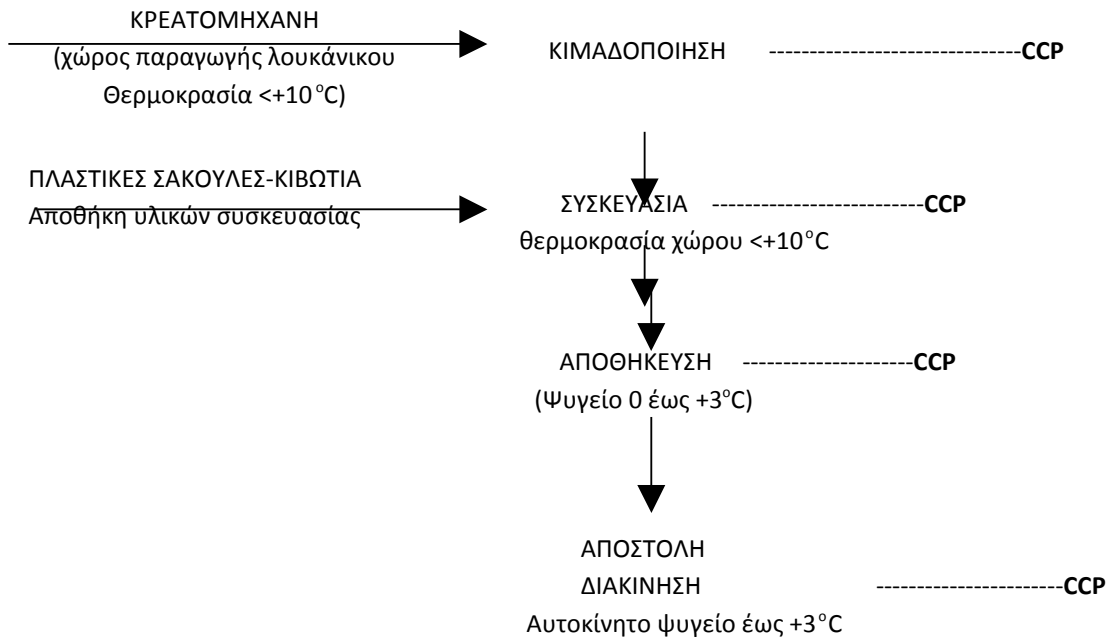 ΚΡΕΑΤΟΜΗΧΑΝΗ
(χώρος παραγωγής λουκάνικου
Θερμοκρασία <+10 °C)
ΚΙΜΑΔΟΠΟΙΗΣΗ ------------------------------CCP
ΠΛΑΣΤΙΚΕΣ ΣΑΚΟΥΛΕΣ-ΚΙΒΩΤΙΑ
Αποθήκη υλικών συσκευασίας
ΣΥΣΚΕΥΑΣΙΑ -------------------------CCP
θερμοκρασία χώρου <+10°C
ΑΠΟΘΗΚΕΥΣΗ --------------------CCP
(Ψυγείο 0 έως +3°C)
ΑΠΟΣΤΟΛΗ
ΔΙΑΚΙΝΗΣΗ ----------------------CCP
Αυτοκίνητο ψυγείο έως +3°C